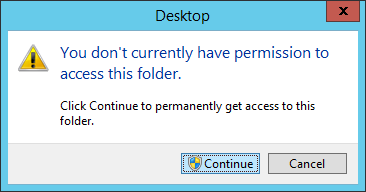 Desktop
You don't currently have permission to
access this folder.
Click Continue to permanently get access to this
folder.
Continue
Cancel